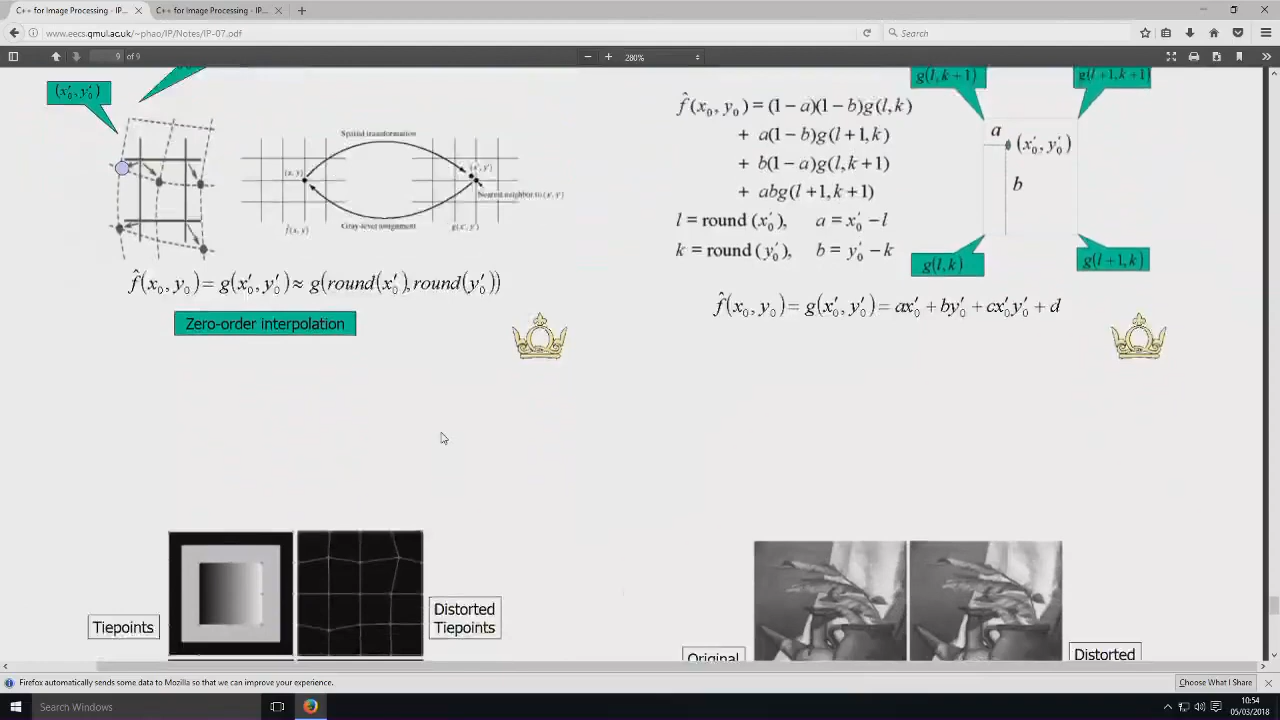 C++ for Image Processing - IP...
C++ for Image Processing - IP...
www.eecs.qmul.ac.uk/~phao/IP/Notes/IP-07.pdf
Search
9 of 9
280%
(x′₀, y′₀)
Spatial transformation
(x, y)
(x′, y′)
Nearest neighbor to (x′, y′)
Gray-level assignment
f̂(x, y)
g(x′, y′)
f̂(x₀, y₀) = g(x′₀, y′₀) ≈ g(round(x′₀), round(y′₀))
Zero-order interpolation
g(l, k+1)
g(l+1, k+1)
f̂(x₀, y₀) = (1−a)(1−b)g(l, k)
+ a(1−b)g(l+1, k)
+ b(1−a)g(l, k+1)
+ abg(l+1, k+1)
l = round (x′₀), a = x′₀ − l
k = round (y′₀), b = y′₀ − k
a
(x′₀, y′₀)
b
g(l, k)
g(l+1, k)
f̂(x₀, y₀) = g(x′₀, y′₀) = ax′₀ + by′₀ + cx′₀y′₀ + d
Tiepoints
Distorted
Tiepoints
Original
Distorted
Firefox automatically sends some data to Mozilla so that we can improve your experience.
Choose What I Share
Search Windows
10:54
05/03/2018